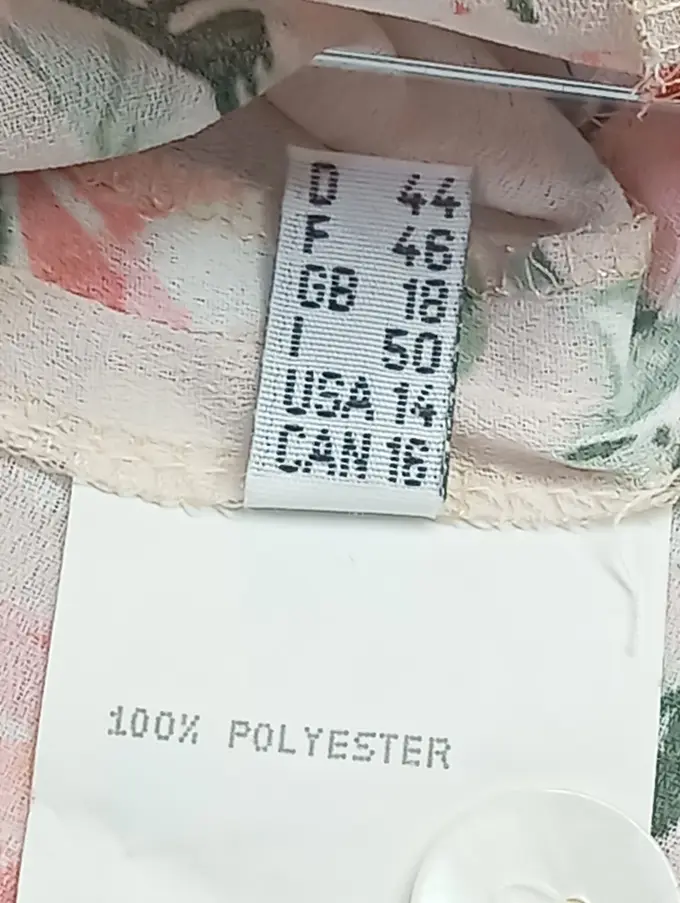 D 44
F 46
GB 18
I 50
USA 14
CAN 16
100% POLYESTER